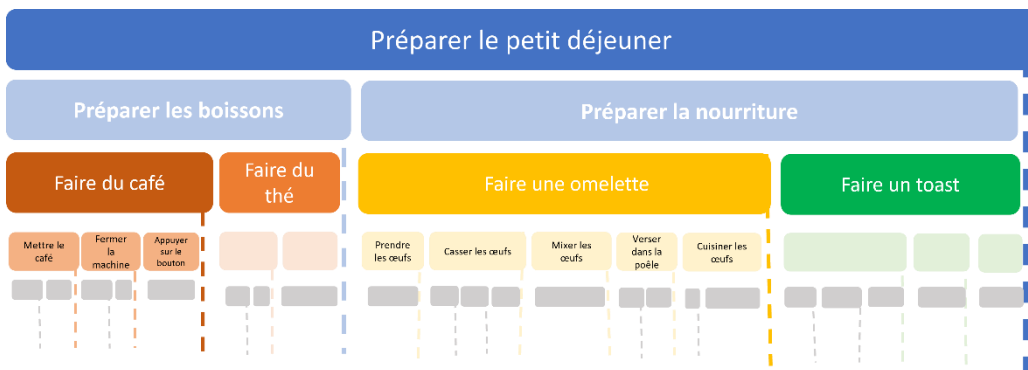 Préparer le petit déjeuner
Préparer les boissons
Préparer la nourriture
Faire du café
Faire du
thé
Faire une omelette
Faire un toast
Mettre le
café
Fermer
la
machine
Appuyer
sur le
bouton
Prendre
les œufs
Casser les œufs
Mixer les
œufs
Verser
dans la
poêle
Cuisiner les
œufs